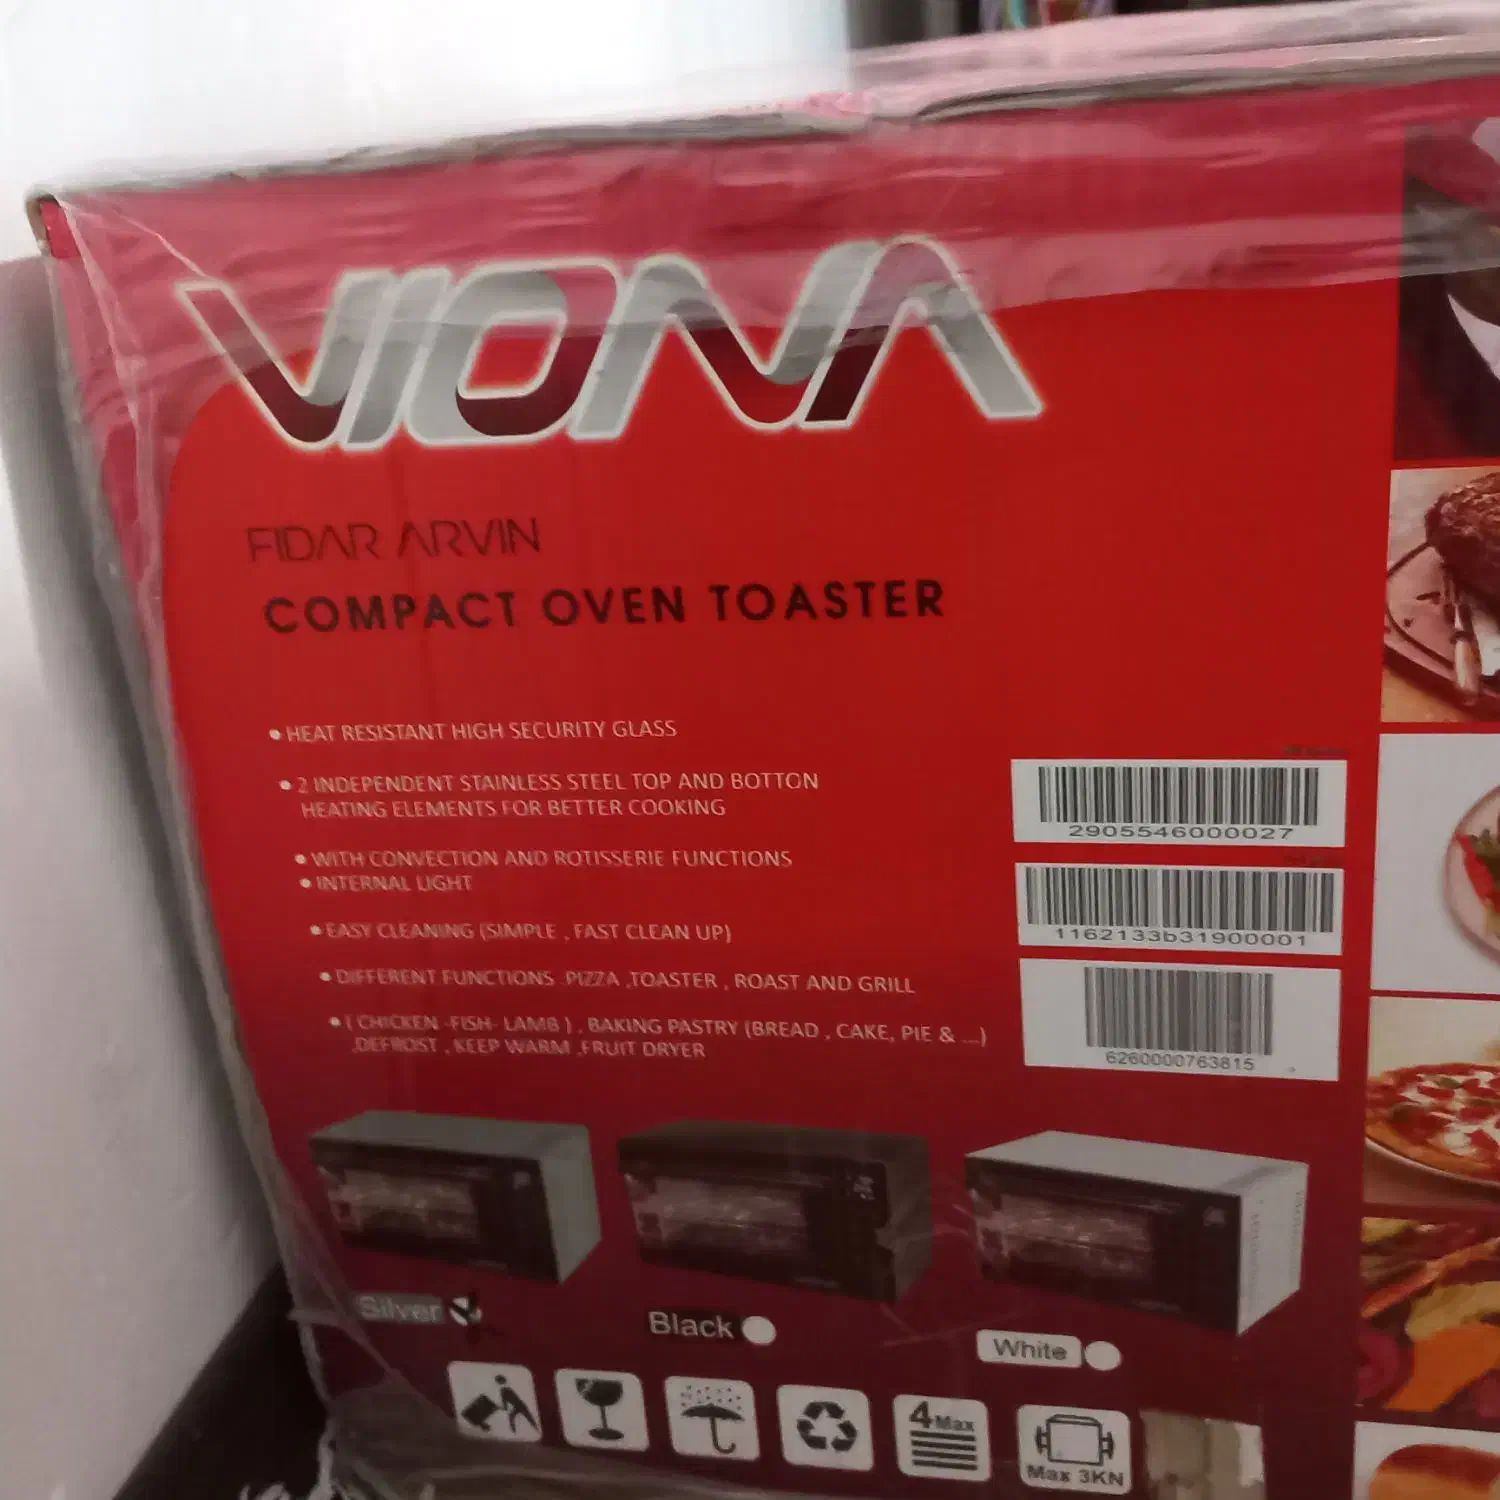 VIONA
FIDAR ARVIN
COMPACT OVEN TOASTER
• HEAT RESISTANT HIGH SECURITY GLASS
• 2 INDEPENDENT STAINLESS STEEL TOP AND BOTTON
HEATING ELEMENTS FOR BETTER COOKING
• WITH CONVECTION AND ROTISSERIE FUNCTIONS
• INTERNAL LIGHT
• EASY CLEANING (SIMPLE , FAST CLEAN UP)
• DIFFERENT FUNCTIONS .PIZZA ,TOASTER , ROAST AND GRILL
• ( CHICKEN -FISH- LAMB ) , BAKING PASTRY (BREAD , CAKE, PIE & ...)
,DEFROST , KEEP WARM ,FRUIT DRYER
2905546000027
1162133b31900001
6260000763815
Silver
Black
White
4 Max
Max 3KN